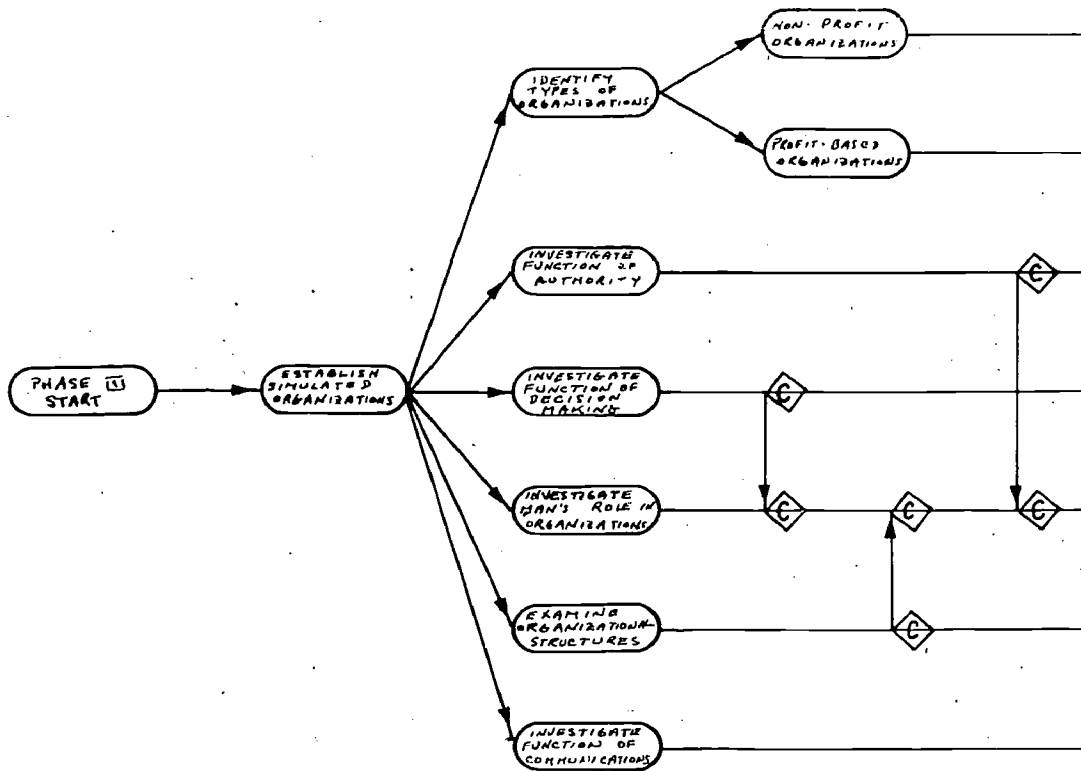 NON-PROFIT
ORGANIZATIONS
IDENTIFY
TYPES OF
ORGANIZATIONS
PROFIT-BASED
ORGANIZATIONS
INVESTIGATE
FUNCTION OF
AUTHORITY
C
PHASE 1
START
ESTABLISH
SIMULATED
ORGANIZATIONS
INVESTIGATE
FUNCTION OF
DECISION
MAKING
C
INVESTIGATE
MAN'S ROLE IN
ORGANIZATIONS
C
C
C
EXAMINE
ORGANIZATIONAL
STRUCTURES
C
INVESTIGATE
FUNCTION OF
COMMUNICATIONS